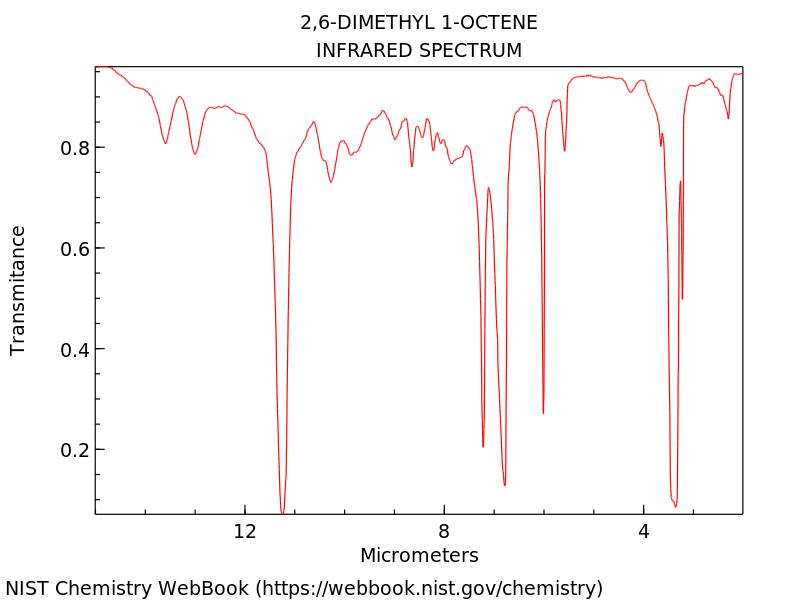 2,6-DIMETHYL 1-OCTENE
INFRARED SPECTRUM
0.8
0.6
0.4
0.2
Transmitance
12
8
4
Micrometers
NIST Chemistry WebBook (https://webbook.nist.gov/chemistry)